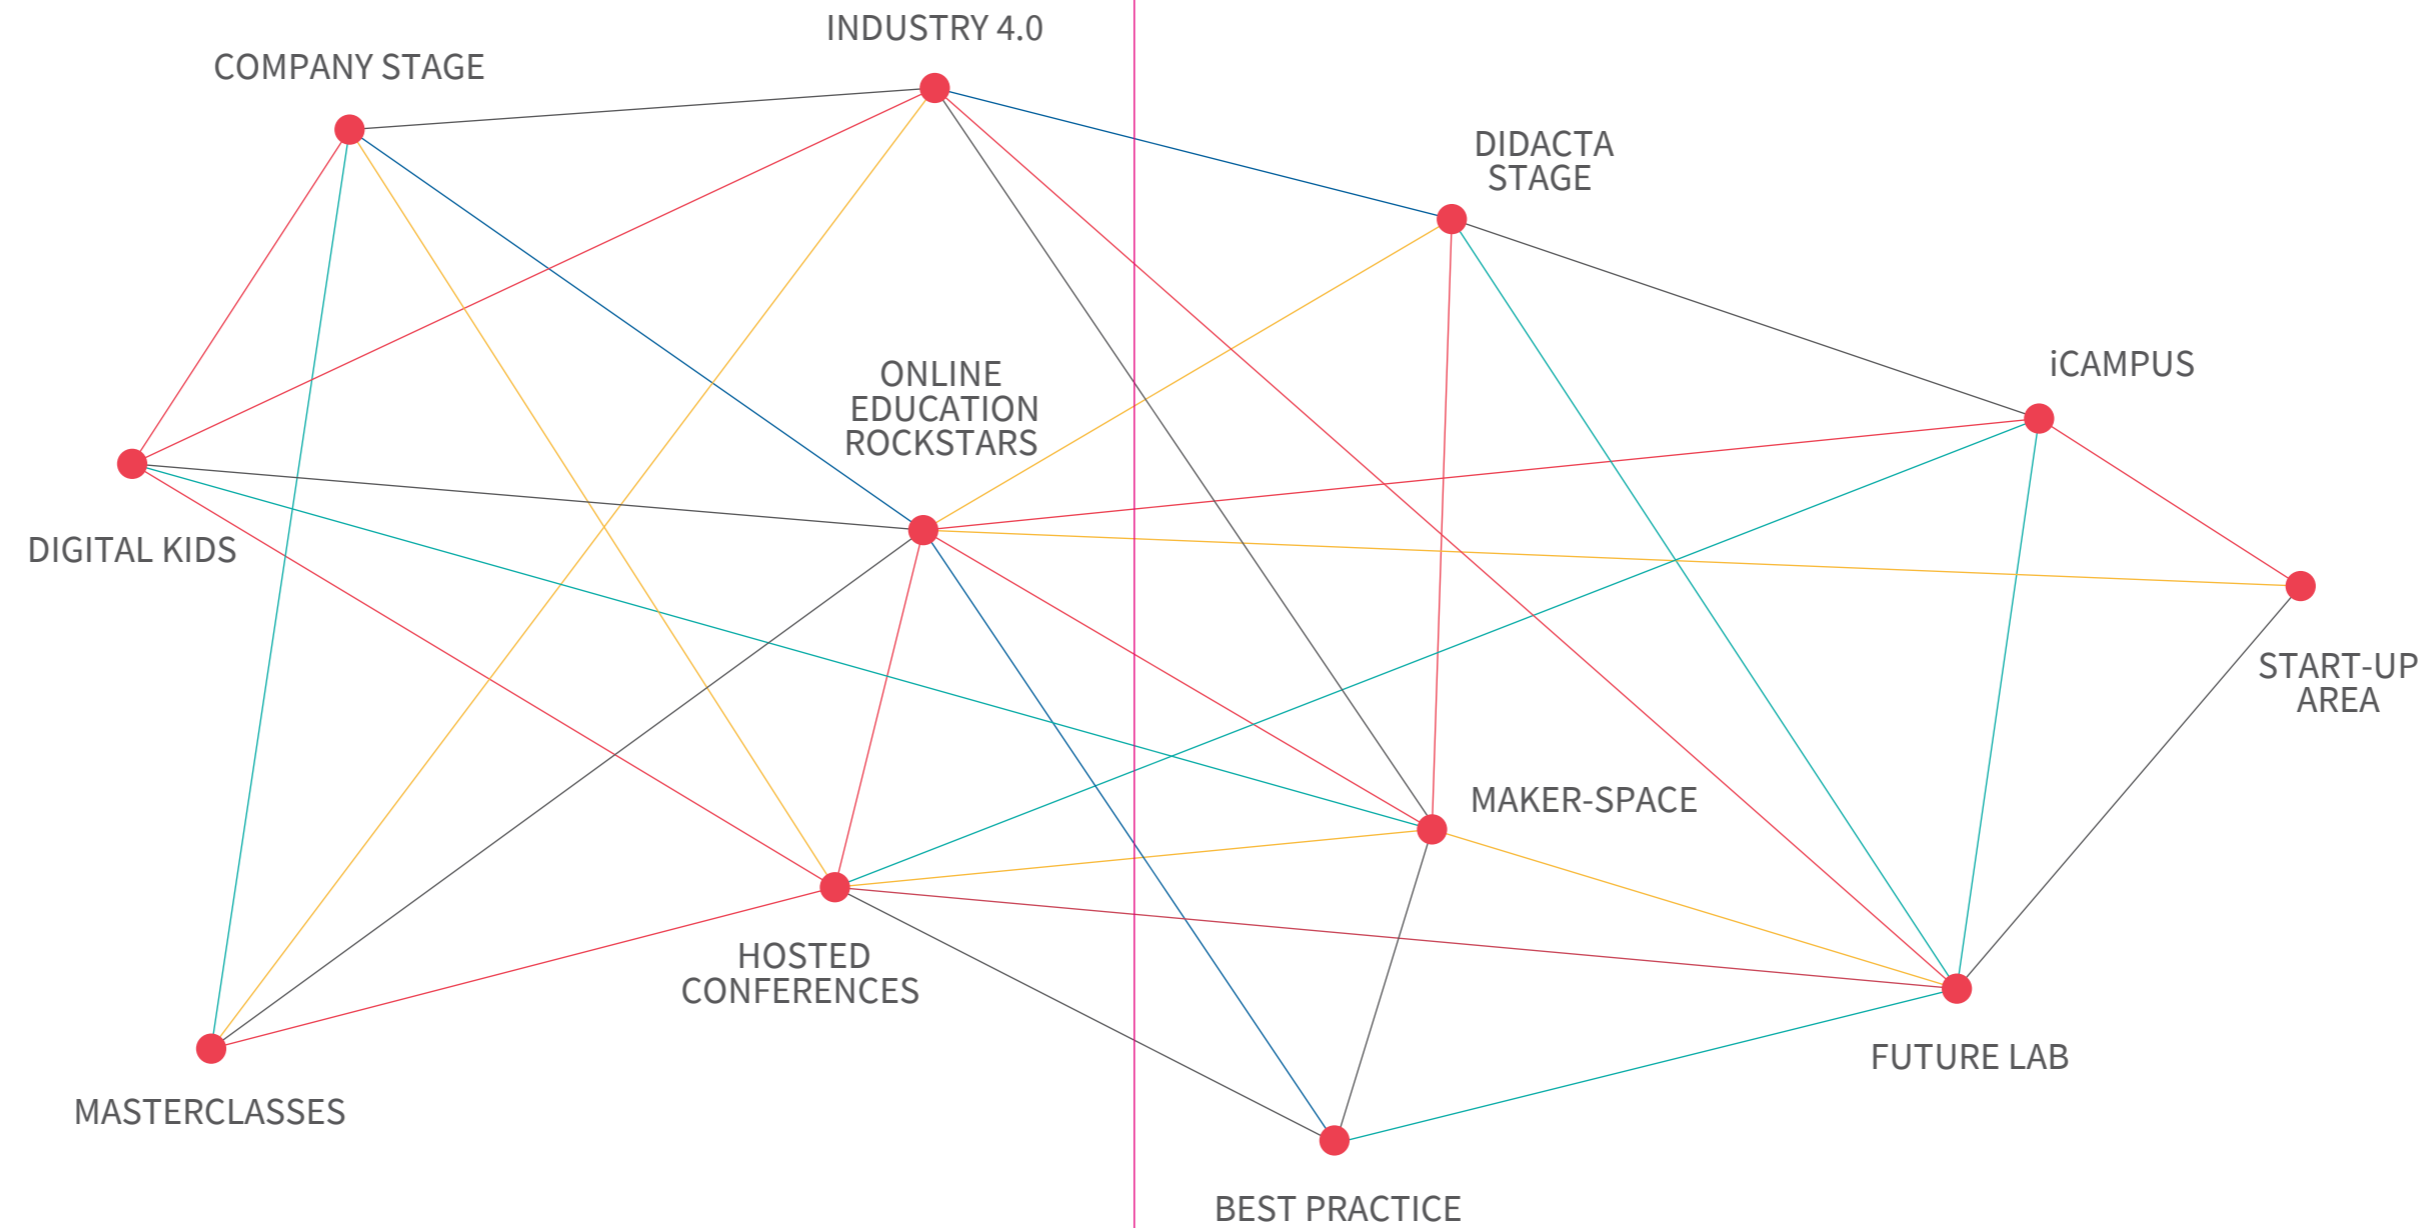 INDUSTRY 4.0
COMPANY STAGE
DIDACTA
STAGE
iCAMPUS
ONLINE
EDUCATION
ROCKSTARS
DIGITAL KIDS
START-UP
AREA
MAKER-SPACE
HOSTED
CONFERENCES
FUTURE LAB
MASTERCLASSES
BEST PRACTICE